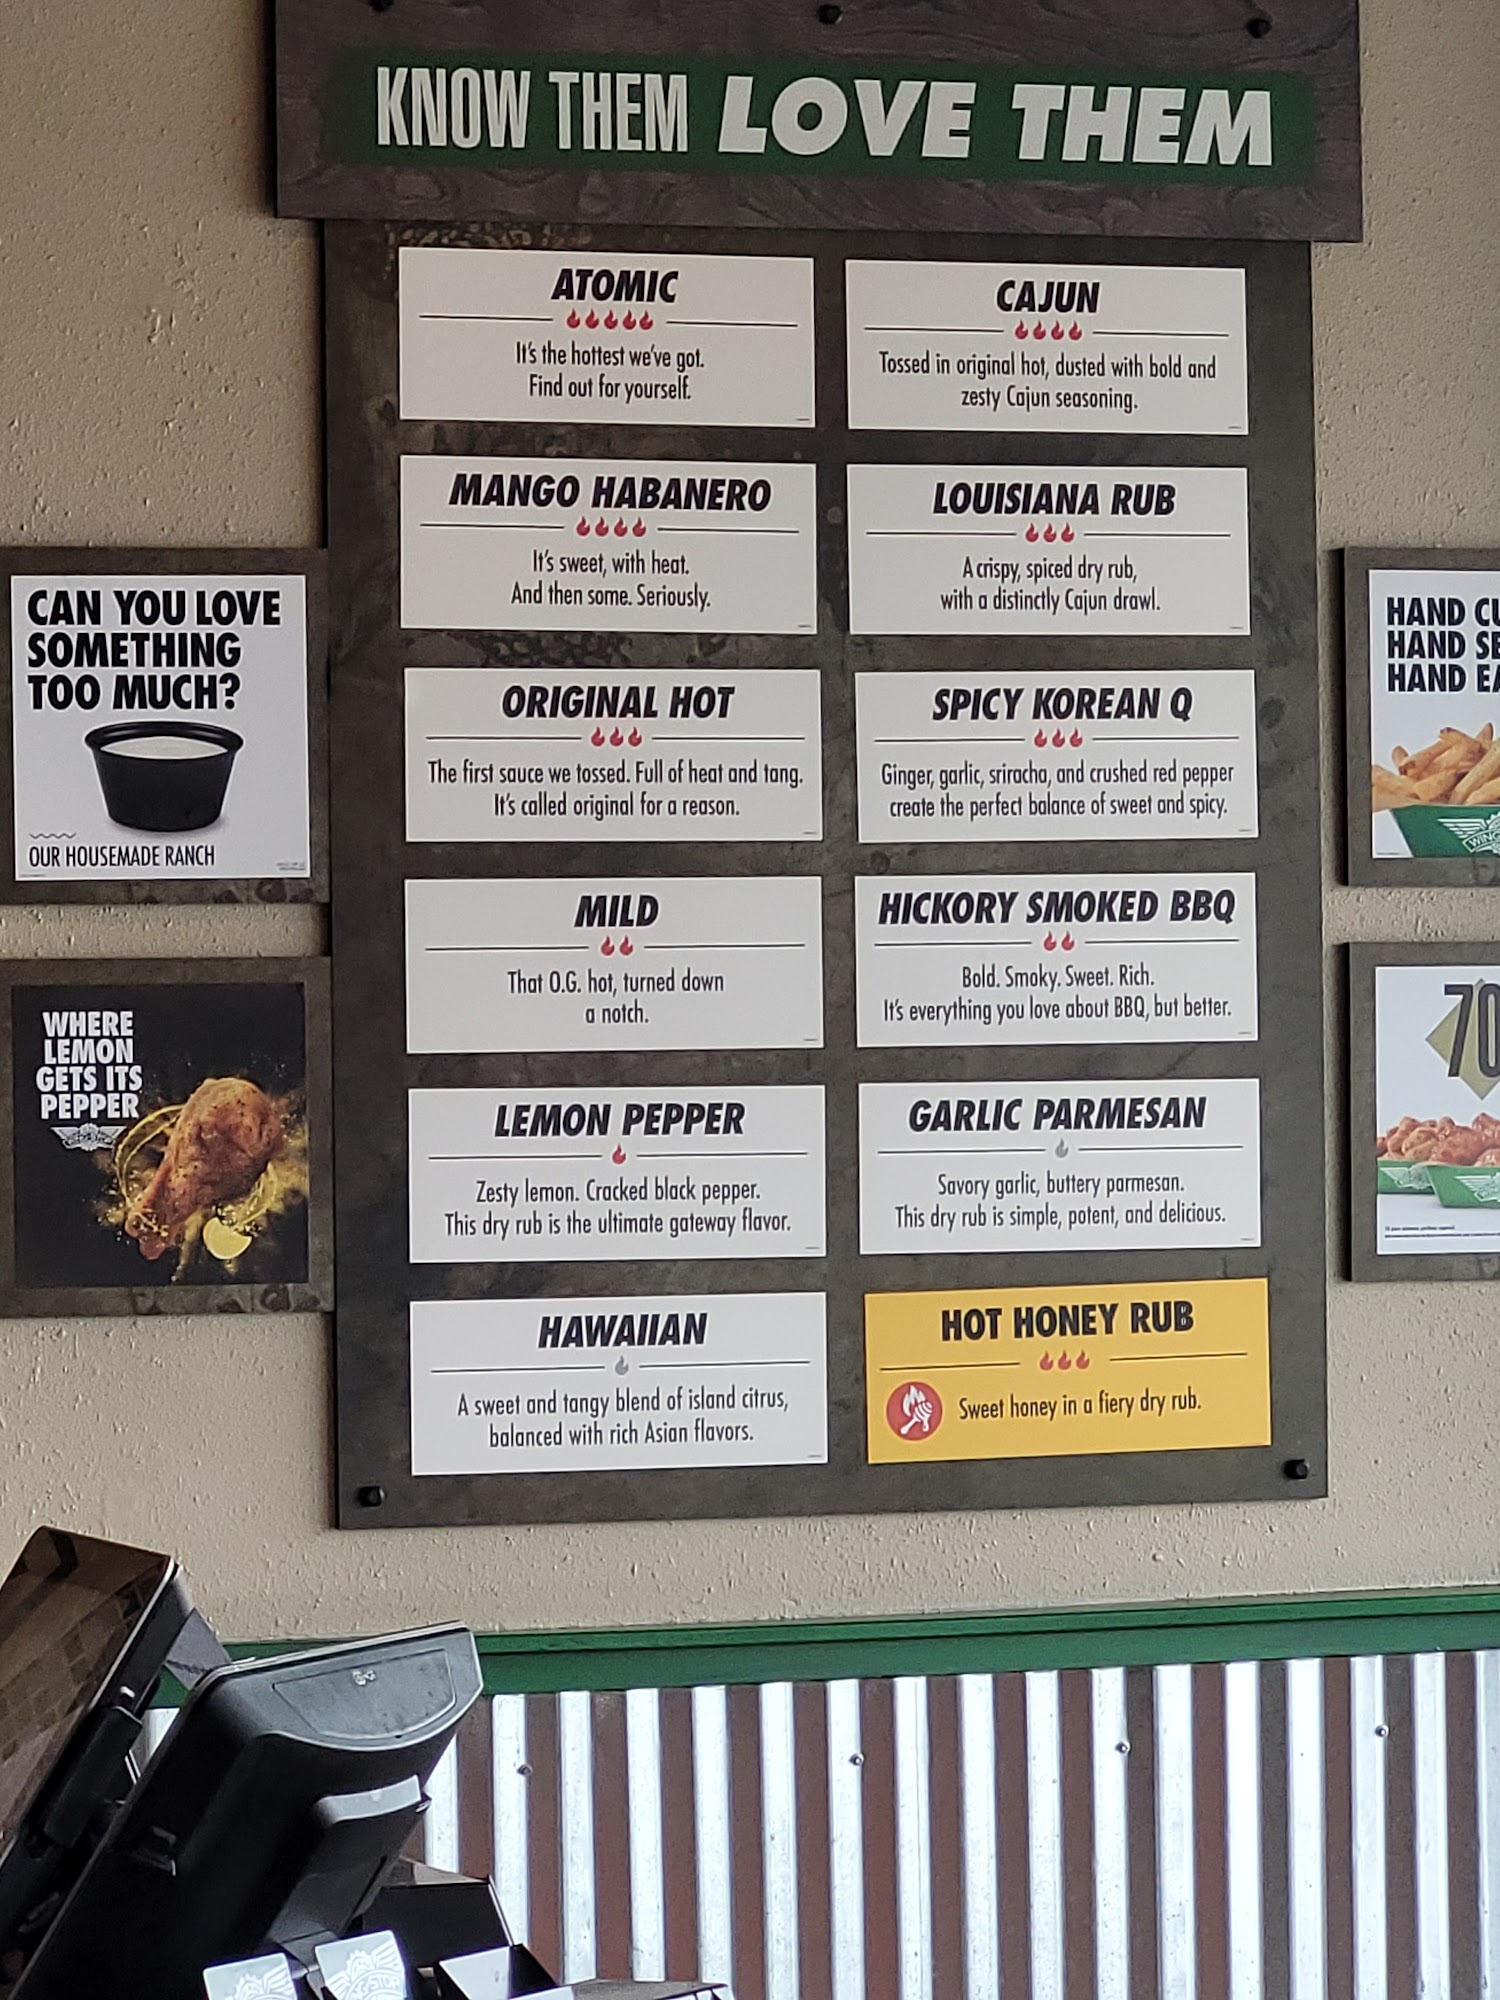 KNOW THEM LOVE THEM
ATOMIC
It's the hottest we've got.
Find out for yourself.
CAJUN
Tossed in original hot, dusted with bold and
zesty Cajun seasoning.
MANGO HABANERO
It's sweet, with heat.
And then some. Seriously.
LOUISIANA RUB
A crispy, spiced dry rub,
with a distinctly Cajun drawl.
ORIGINAL HOT
The first sauce we tossed. Full of heat and tang.
It's called original for a reason.
SPICY KOREAN Q
Ginger, garlic, sriracha, and crushed red pepper
create the perfect balance of sweet and spicy.
MILD
That O.G. hot, turned down
a notch.
HICKORY SMOKED BBQ
Bold. Smoky. Sweet. Rich.
It's everything you love about BBQ, but better.
LEMON PEPPER
Zesty lemon. Cracked black pepper.
This dry rub is the ultimate gateway flavor.
GARLIC PARMESAN
Savory garlic, buttery parmesan.
This dry rub is simple, potent, and delicious.
HAWAIIAN
A sweet and tangy blend of island citrus,
balanced with rich Asian flavors.
HOT HONEY RUB
Sweet honey in a fiery dry rub.
CAN YOU LOVE
SOMETHING
TOO MUCH?
OUR HOUSEMADE RANCH
WHERE
LEMON
GETS ITS
PEPPER
HAND
HAND
HAND
70